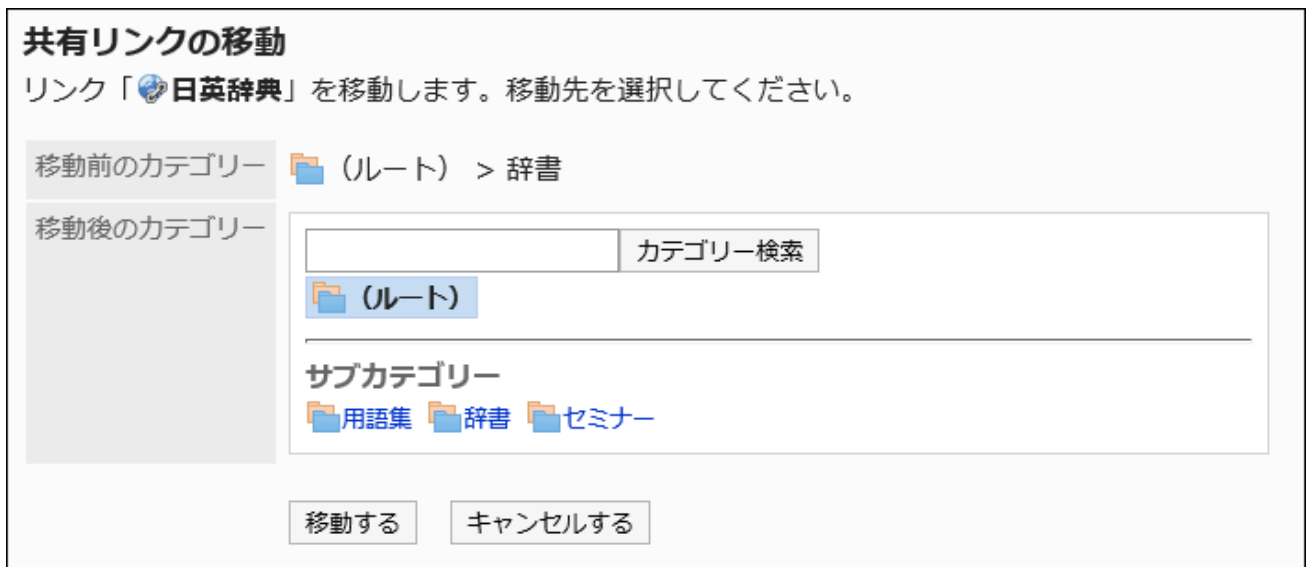 共有リンクの移動
リンク「日英辞典」を移動します。移動先を選択してください。
移動前のカテゴリー (ルート) > 辞書
移動後のカテゴリー
カテゴリー検索
(ルート)
サブカテゴリー
用語集 辞書 セミナー
移動する キャンセルする